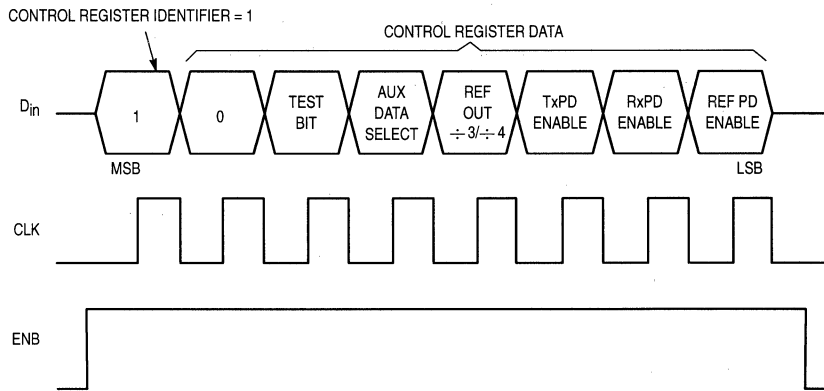 CONTROL REGISTER IDENTIFIER = 1
CONTROL REGISTER DATA
Din
1
0
TEST
BIT
AUX
DATA
SELECT
REF
OUT
÷3/÷4
TxPD
ENABLE
RxPD
ENABLE
REF PD
ENABLE
MSB
LSB
CLK
ENB